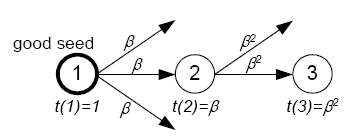 good seed
β
β
β
β²
β²
1
2
3
t(1)=1
t(2)=β
t(3)=β²